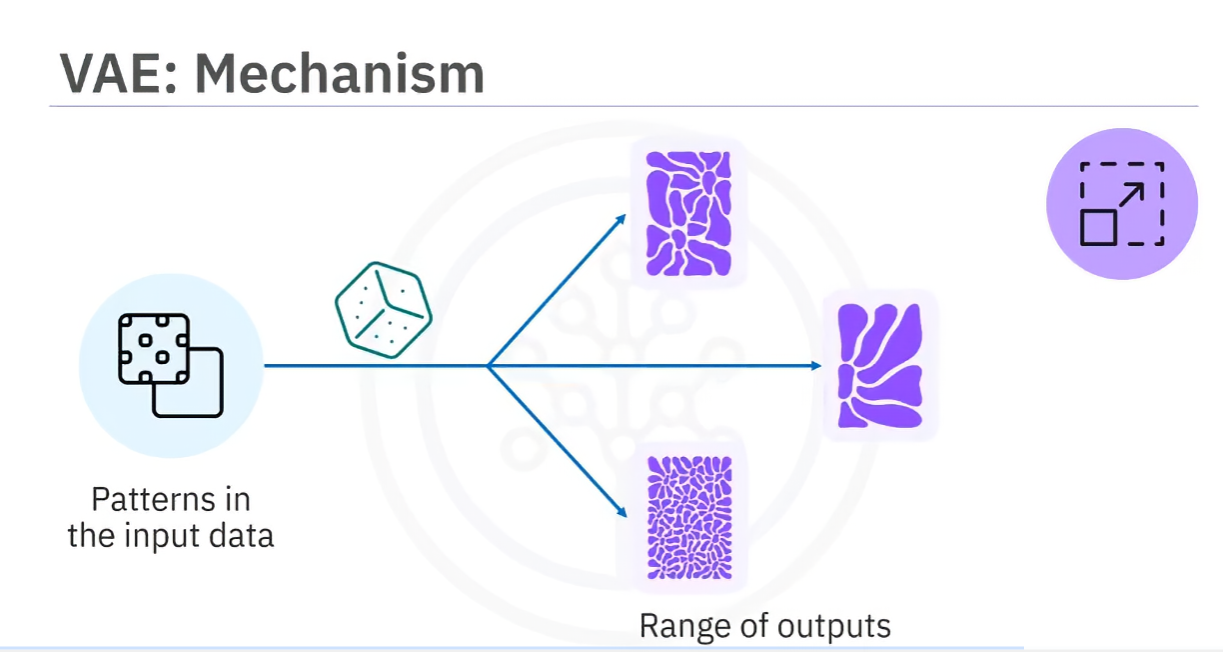 VAE: Mechanism
Patterns in
the input data
Range of outputs